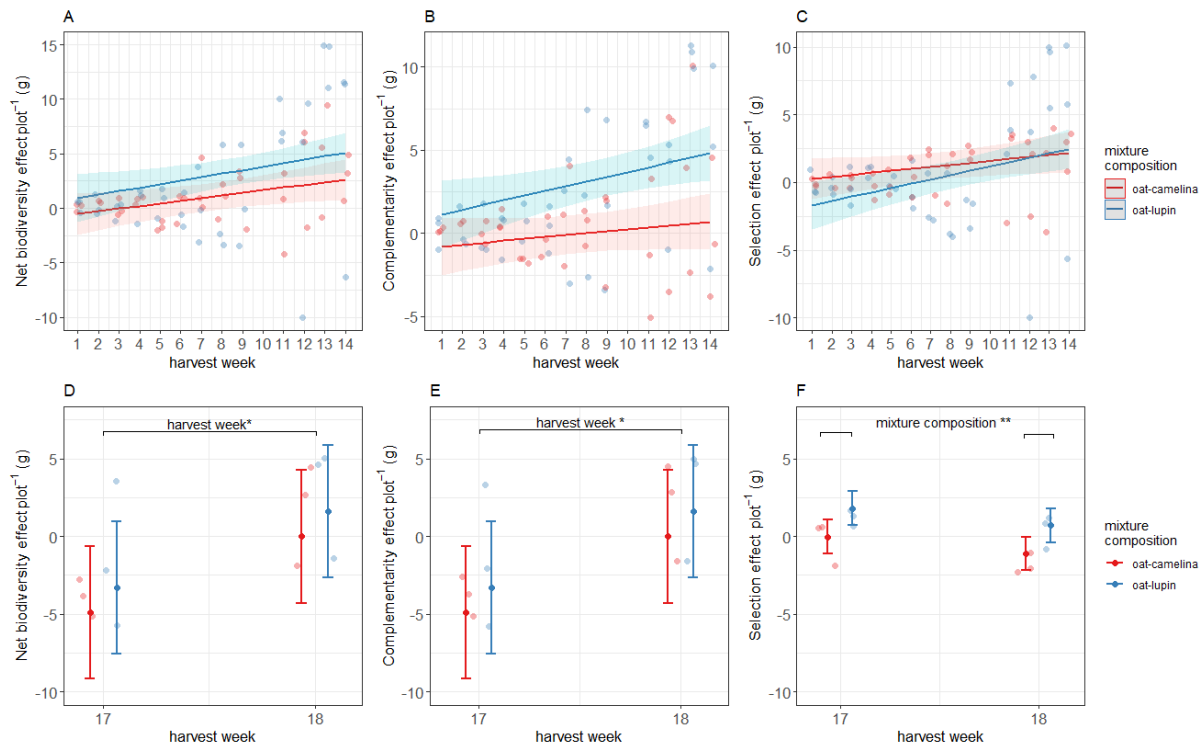 A
B
C
Net biodiversity effect plot⁻¹ (g)
15
10
5
0
-5
-10
1 2 3 4 5 6 7 8 9 10 11 12 13 14
harvest week
Complementarity effect plot⁻¹ (g)
10
5
0
-5
1 2 3 4 5 6 7 8 9 10 11 12 13 14
harvest week
Selection effect plot⁻¹ (g)
10
5
0
-5
-10
1 2 3 4 5 6 7 8 9 10 11 12 13 14
harvest week
mixture
composition
oat-camelina
oat-lupin
D
E
F
Net biodiversity effect plot⁻¹ (g)
5
0
-5
-10
harvest week*
17 18
harvest week
Complementarity effect plot⁻¹ (g)
5
0
-5
-10
harvest week *
17 18
harvest week
Selection effect plot⁻¹ (g)
5
0
-5
-10
mixture composition **
17 18
harvest week
mixture
composition
oat-camelina
oat-lupin